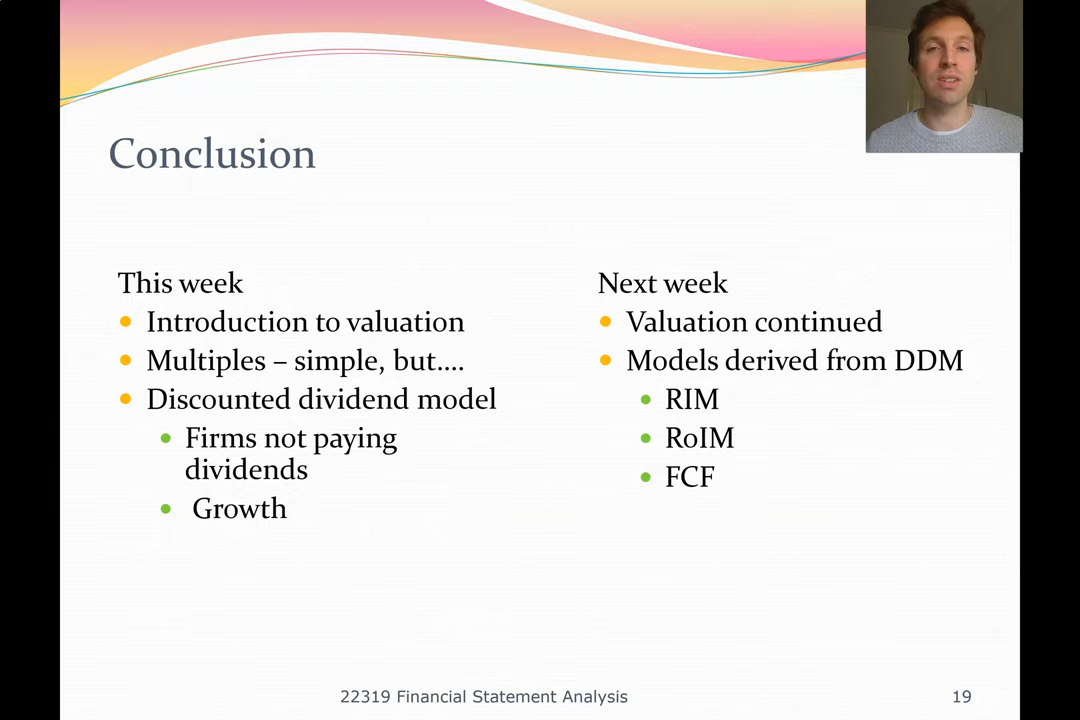 Conclusion
This week
Introduction to valuation
Multiples – simple, but....
Discounted dividend model
Firms not paying
dividends
Growth
Next week
Valuation continued
Models derived from DDM
RIM
RoIM
FCF
22319 Financial Statement Analysis
19